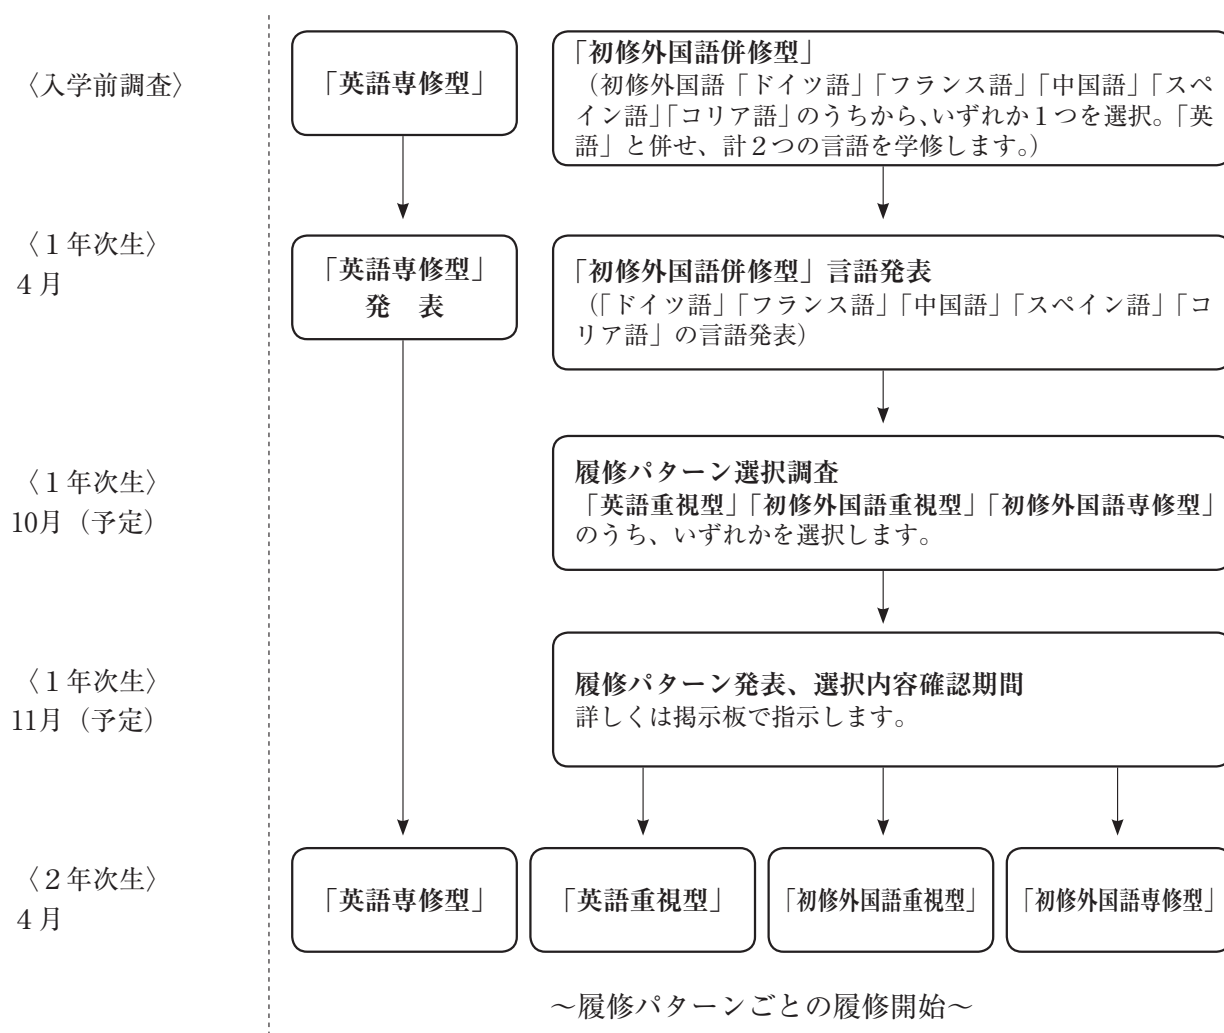 〈入学前調査〉
「英語専修型」
「初修外国語併修型」
（初修外国語「ドイツ語」「フランス語」「中国語」「スペ
イン語」「コリア語」のうちから、いずれか１つを選択。「英
語」と併せ、計２つの言語を学修します。）
〈１年次生〉
４月
「英語専修型」
発　表
「初修外国語併修型」言語発表
（「ドイツ語」「フランス語」「中国語」「スペイン語」「コ
リア語」の言語発表）
〈１年次生〉
10月（予定）
履修パターン選択調査
「英語重視型」「初修外国語重視型」「初修外国語専修型」
のうち、いずれかを選択します。
〈１年次生〉
11月（予定）
履修パターン発表、選択内容確認期間
詳しくは掲示板で指示します。
〈２年次生〉
４月
「英語専修型」
「英語重視型」
「初修外国語重視型」
「初修外国語専修型」
～履修パターンごとの履修開始～